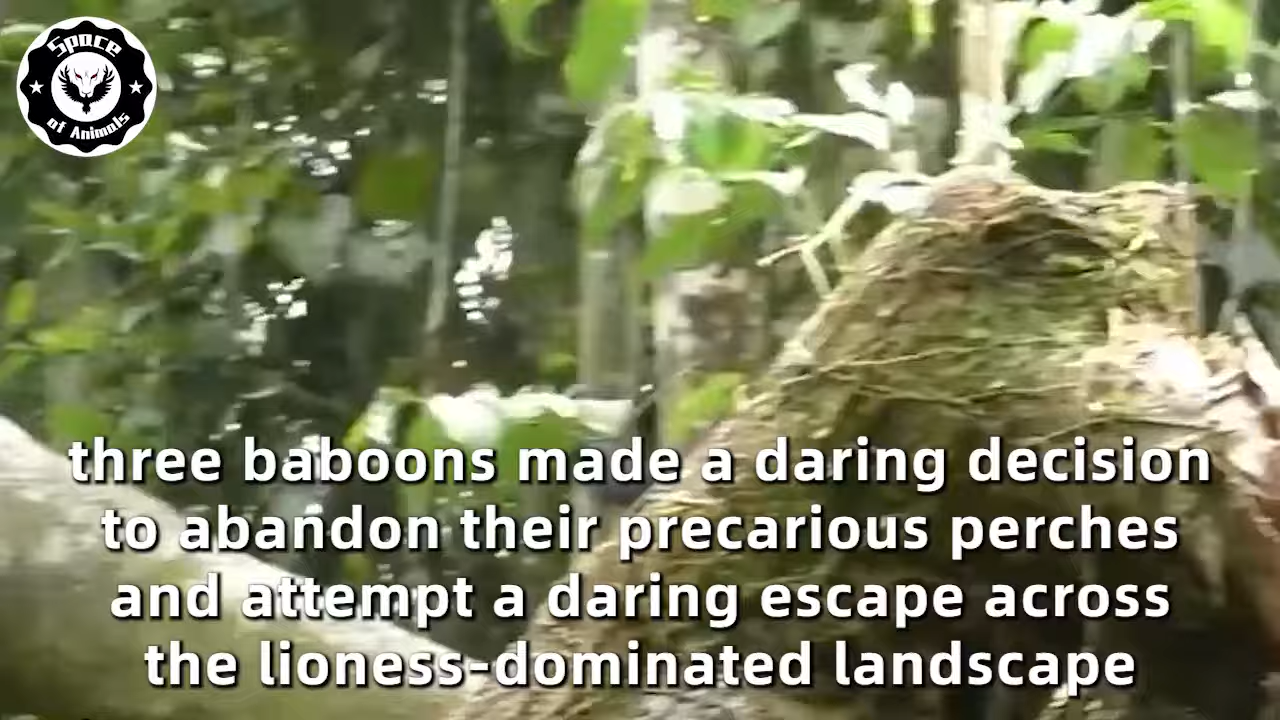 Space
of Animals
three baboons made a daring decision
to abandon their precarious perches
and attempt a daring escape across
the lioness-dominated landscape